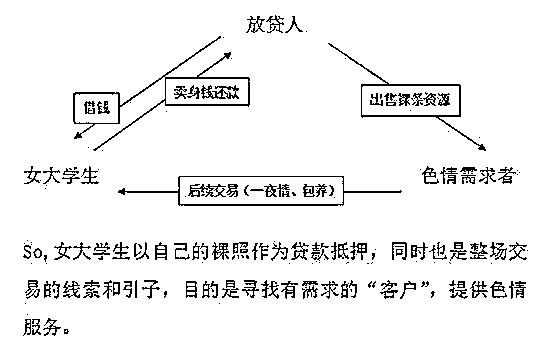 放贷人
借钱
卖身钱还款
出售裸条资源
女大学生
后续交易（一夜情、包养）
色情需求者
So, 女大学生以自己的裸照作为贷款抵押，同时也是整场交
易的线索和引子，目的是寻找有需求的“客户”，提供色情
服务。